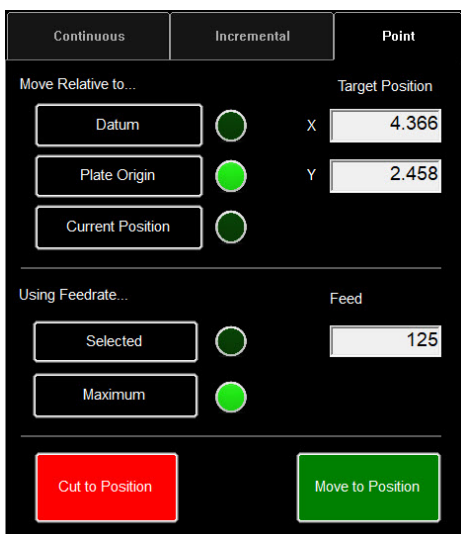 Continuous Incremental Point
Move Relative to... Target Position
Datum X 4.366
Plate Origin Y 2.458
Current Position
Using Feedrate... Feed
Selected 125
Maximum
Cut to Position Move to Position